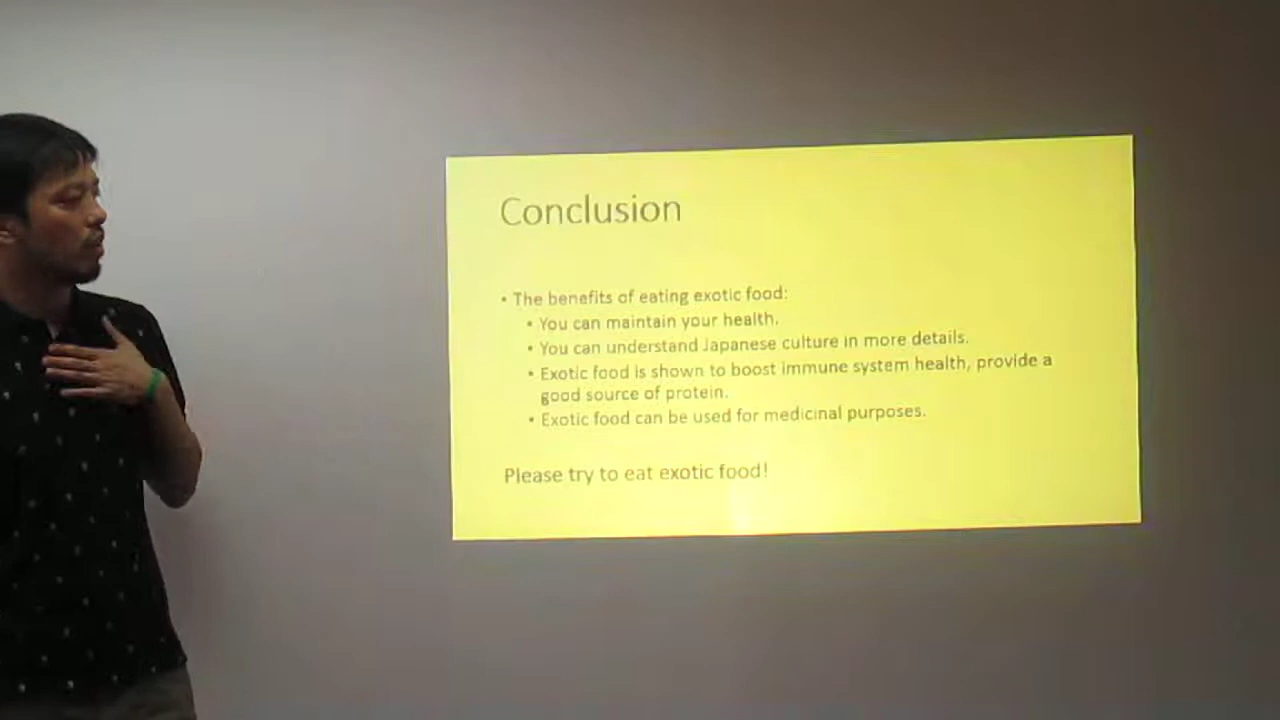 Conclusion
• The benefits of eating exotic food:
• You can maintain your health.
• You can understand Japanese culture in more details.
• Exotic food is shown to boost immune system health, provide a
good source of protein.
• Exotic food can be used for medicinal purposes.
Please try to eat exotic food!